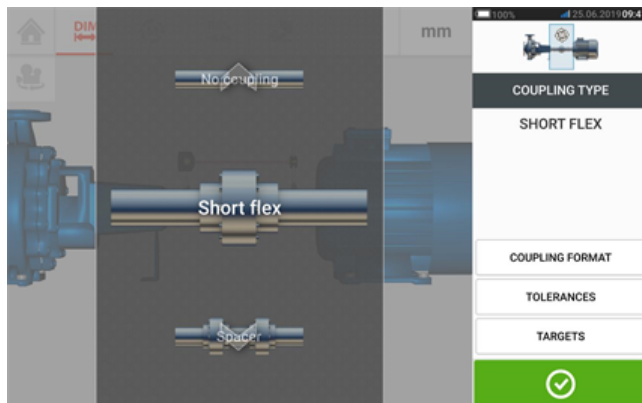 DIM
mm
No coupling
Short flex
Spacer
100%
25.06.2019 09:4
COUPLING TYPE
SHORT FLEX
COUPLING FORMAT
TOLERANCES
TARGETS